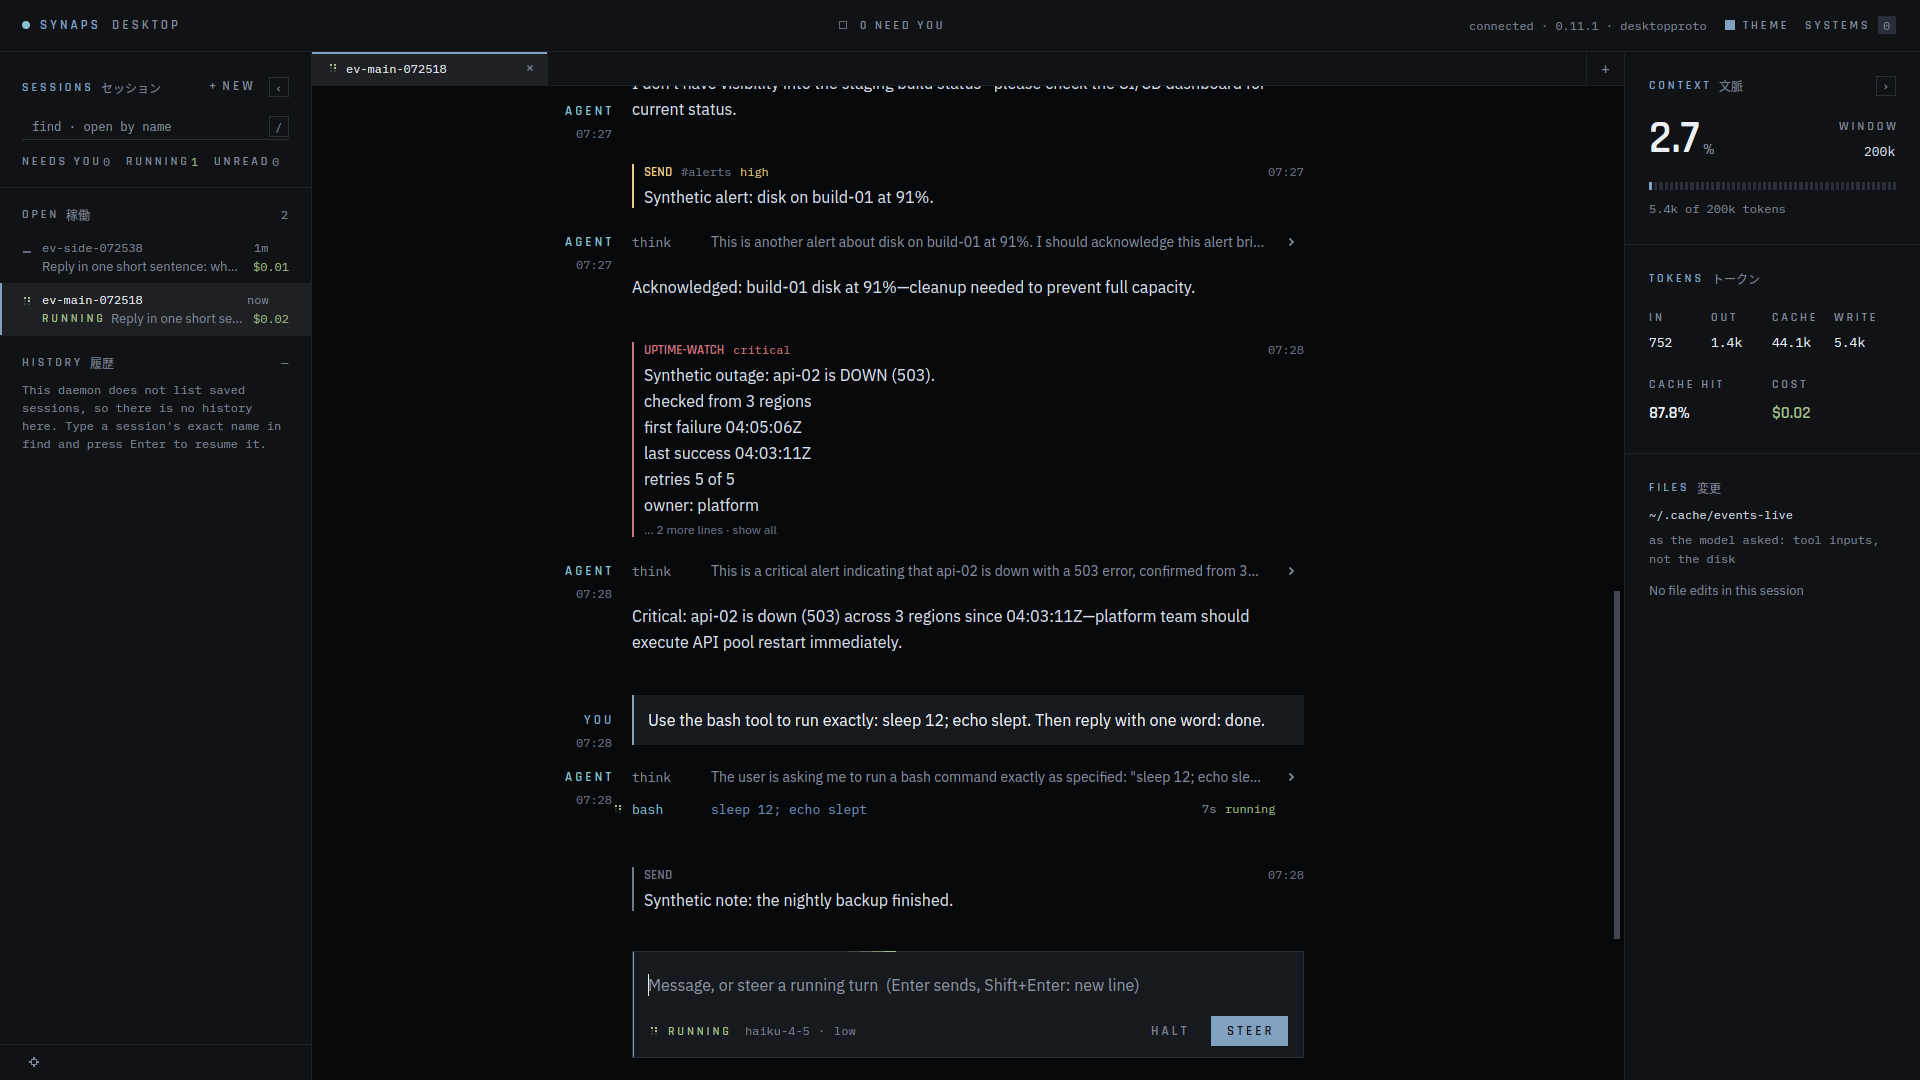 SYNAPS DESKTOP
0 NEED YOU
connected · 0.11.1 · desktopproto
THEME
SYSTEMS 0
SESSIONS セッション
+ NEW
‹
find · open by name
/
NEEDS YOU 0 RUNNING 1 UNREAD 0
OPEN 稼働 2
ev-side-072538 1m
Reply in one short sentence: wh... $0.01
ev-main-072518 now
RUNNING Reply in one short se... $0.02
HISTORY 履歴 —
This daemon does not list saved
sessions, so there is no history
here. Type a session's exact name in
find and press Enter to resume it.
ev-main-072518 ×
+
current status.
AGENT
07:27
SEND #alerts high 07:27
Synthetic alert: disk on build-01 at 91%.
AGENT
07:27
think This is another alert about disk on build-01 at 91%. I should acknowledge this alert bri... ›
Acknowledged: build-01 disk at 91%—cleanup needed to prevent full capacity.
UPTIME-WATCH critical 07:28
Synthetic outage: api-02 is DOWN (503).
checked from 3 regions
first failure 04:05:06Z
last success 04:03:11Z
retries 5 of 5
owner: platform
... 2 more lines · show all
AGENT
07:28
think This is a critical alert indicating that api-02 is down with a 503 error, confirmed from 3... ›
Critical: api-02 is down (503) across 3 regions since 04:03:11Z—platform team should
execute API pool restart immediately.
YOU
07:28
Use the bash tool to run exactly: sleep 12; echo slept. Then reply with one word: done.
AGENT
07:28
think The user is asking me to run a bash command exactly as specified: "sleep 12; echo sle... ›
bash sleep 12; echo slept 7s running
SEND 07:28
Synthetic note: the nightly backup finished.
Message, or steer a running turn (Enter sends, Shift+Enter: new line)
RUNNING haiku-4-5 · low
HALT STEER
CONTEXT 文脈
›
2.7 %
WINDOW
200k
5.4k of 200k tokens
TOKENS トークン
IN OUT CACHE WRITE
752 1.4k 44.1k 5.4k
CACHE HIT COST
87.8% $0.02
FILES 変更
~/.cache/events-live
as the model asked: tool inputs,
not the disk
No file edits in this session